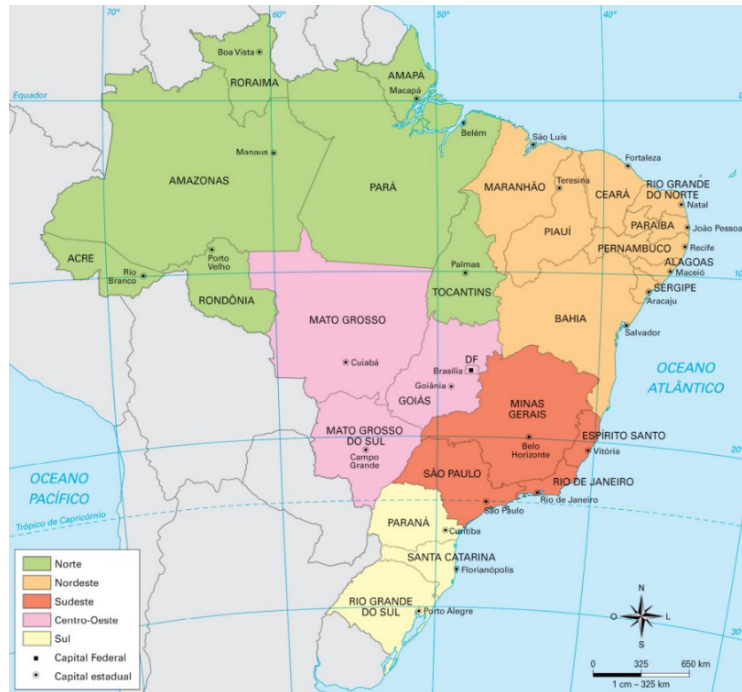 70°
60°
50°
40°
Boa Vista
RORAIMA
AMAPÁ
Macapá
Equador
0
Belém
São Luís
Manaus
Fortaleza
AMAZONAS
PARÁ
MARANHÃO
Teresina
CEARÁ
RIO GRANDE
DO NORTE
Natal
PARAÍBA
João Pessoa
PIAUÍ
PERNAMBUCO
Recife
ACRE
Porto
Velho
ALAGOAS
Rio
Branco
Palmas
Maceió
10
RONDÔNIA
TOCANTINS
SERGIPE
Aracaju
MATO GROSSO
BAHIA
Salvador
Cuiabá
DF
Brasília
OCEANO
ATLÂNTICO
Goiânia
GOIÁS
MINAS
GERAIS
MATO GROSSO
DO SUL
Campo
Grande
ESPÍRITO SANTO
Belo
Horizonte
Vitória
20°
OCEANO
PACÍFICO
SÃO PAULO
RIO DE JANEIRO
Rio de Janeiro
São Paulo
Trópico de Capricórnio
PARANÁ
Curitiba
SANTA CATARINA
Florianópolis
RIO GRANDE
DO SUL
Porto Alegre
30°
Norte
Nordeste
Sudeste
Centro-Oeste
Sul
Capital Federal
Capital estadual
N
O
L
S
0 325 650 km
1 cm – 325 km